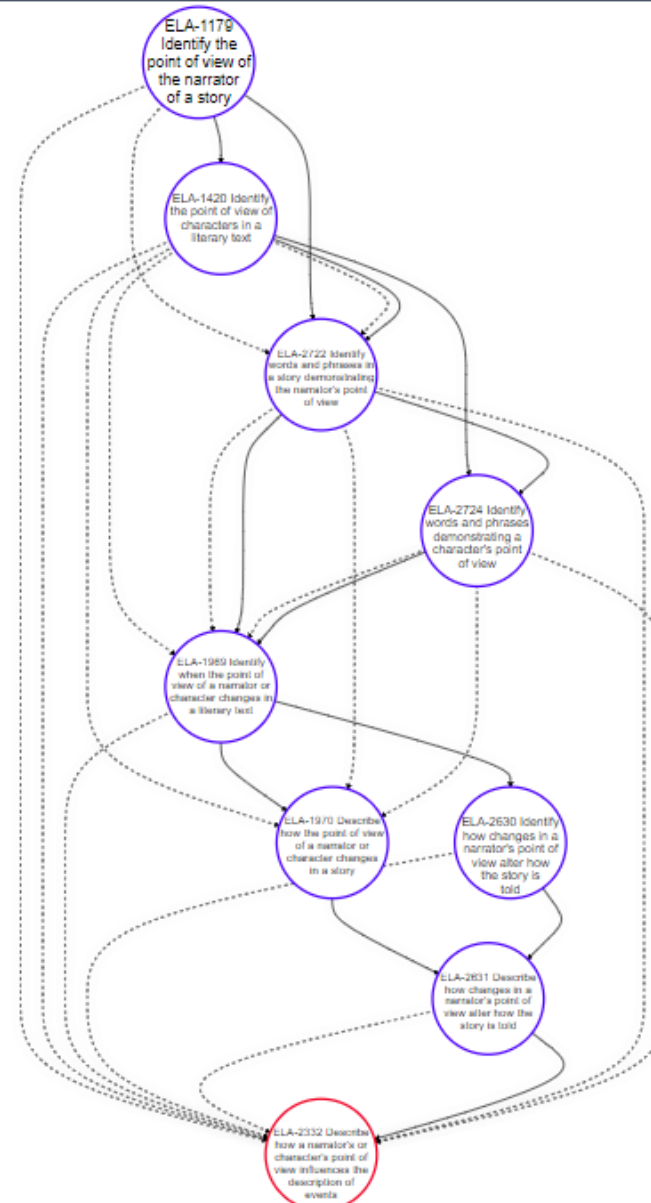 ELA-1179
Identify the
point of view of
the narrator
of a story
ELA-1420 Identify
the point of view of
characters in a
literary text
ELA-2722 Identify
words and phrases in
a story demonstrating
the narrator's point
of view
ELA-2724 Identify
words and phrases
demonstrating a
character's point
of view
ELA-1969 Identify
when the point of
view of a narrator or
character changes in
a literary text
ELA-1970 Describe
how the point of view
of a narrator or
character changes
in a story
ELA-2630 Identify
how changes in a
narrator's point of
view alter how
the story is
told
ELA-2631 Describe
how changes in a
narrator's point of
view alter how the
story is told
ELA-2332 Describe
how a narrator's or
character's point of
view influences the
description of
events